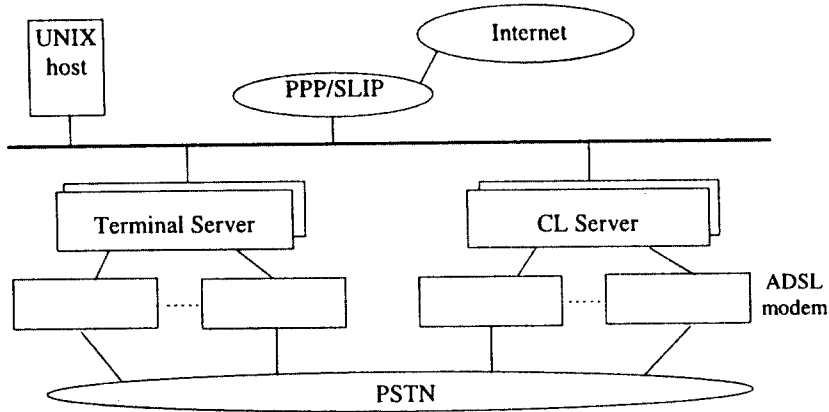 UNIX
host
Internet
PPP/SLIP
Terminal Server
CL Server
ADSL
modem
PSTN